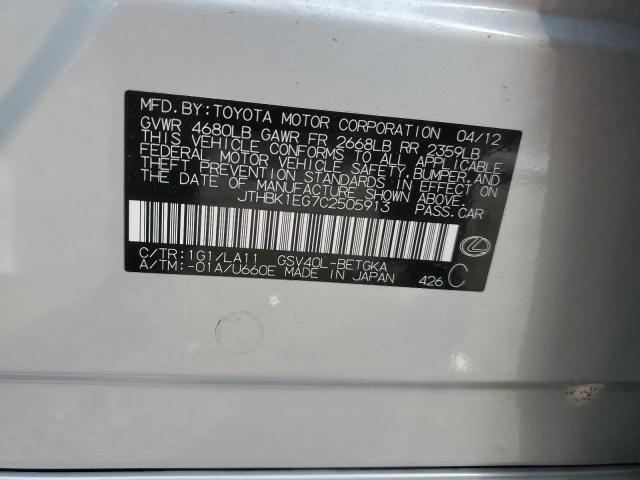 MFD.BY:TOYOTA MOTOR CORPORATION 04/12
GVWR 4680LB GAWR FR 2668LB RR 2359LB
THIS VEHICLE CONFORMS TO ALL APPLICABLE
FEDERAL MOTOR VEHICLE SAFETY,BUMPER,AND
THEFT PREVENTION STANDARDS IN EFFECT ON
THE DATE OF MANUFACTURE SHOWN ABOVE.
JTHBK1EG7C2505913 PASS.CAR
C/TR:1G1/LA11 GSV40L-BETGKA
A/TM:-01A/U660E MADE IN JAPAN 426 C